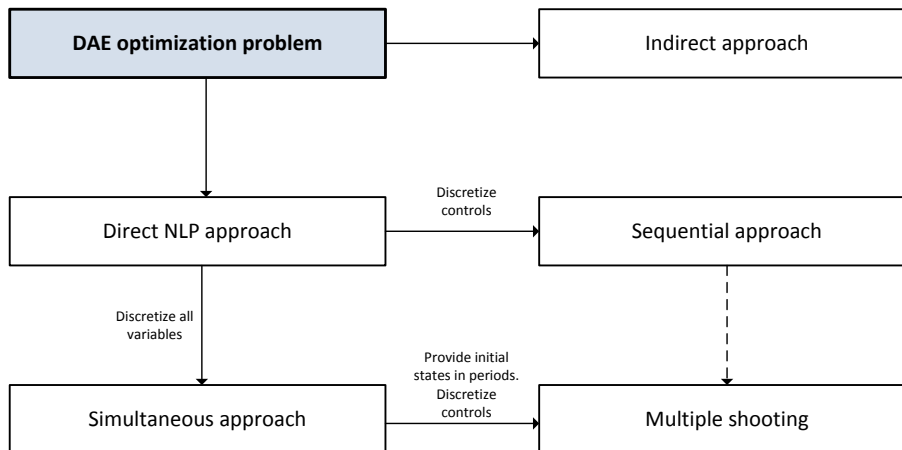 DAE optimization problem
Indirect approach
Direct NLP approach
Discretize
controls
Sequential approach
Discretize all
variables
Simultaneous approach
Provide initial
states in periods.
Discretize
controls
Multiple shooting